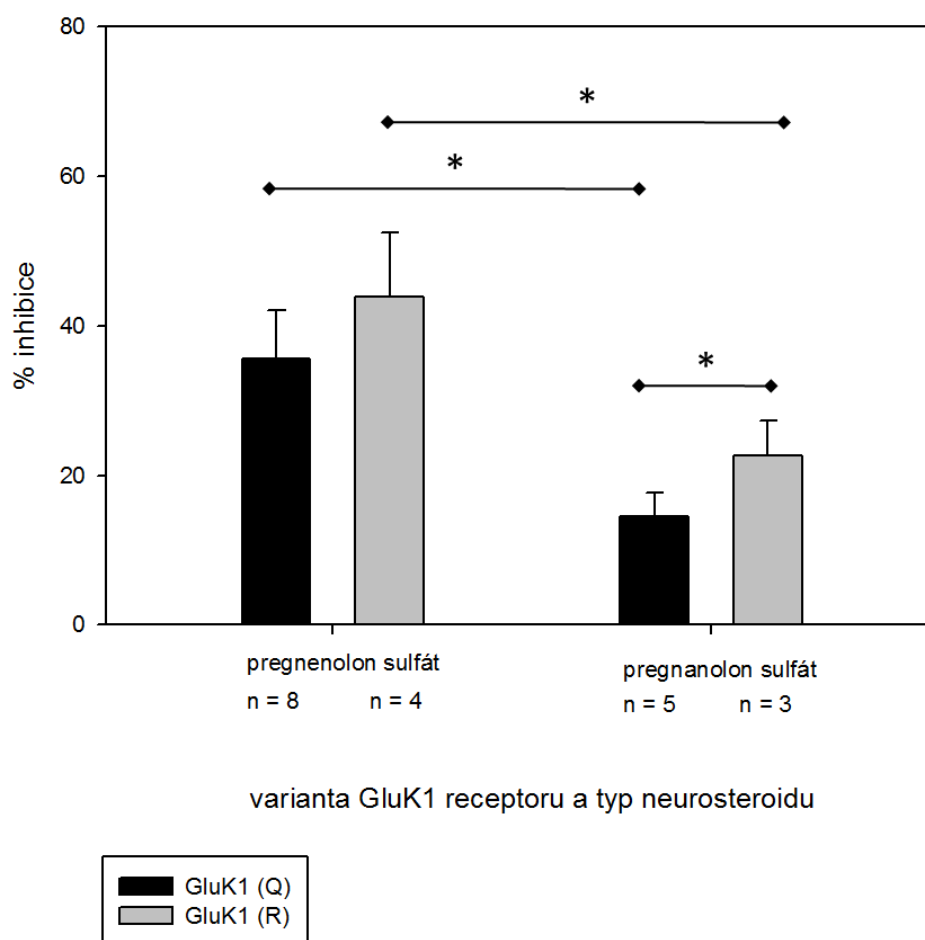 80
60
40
20
0
% inhibice
*
*
*
pregnenolon sulfát
n = 8 n = 4
pregnanolon sulfát
n = 5 n = 3
varianta GluK1 receptoru a typ neurosteroidu
GluK1 (Q)
GluK1 (R)